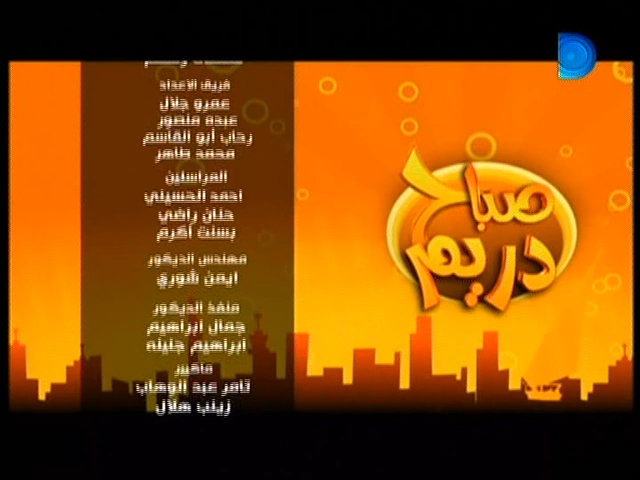 فريق الاعداد
عمرو جلال
عبده منصور
رحاب أبو القاسم
محمد طاهر
المراسلين
احمد الحسيني
حنان راضي
بسنت أكرم
مهندس الديكور
ايمن شوري
منفذ الديكور
جمال ابراهيم
ابراهيم جليله
ماكيير
تامر عبد الوهاب
زينب هلال
صباح
دريم